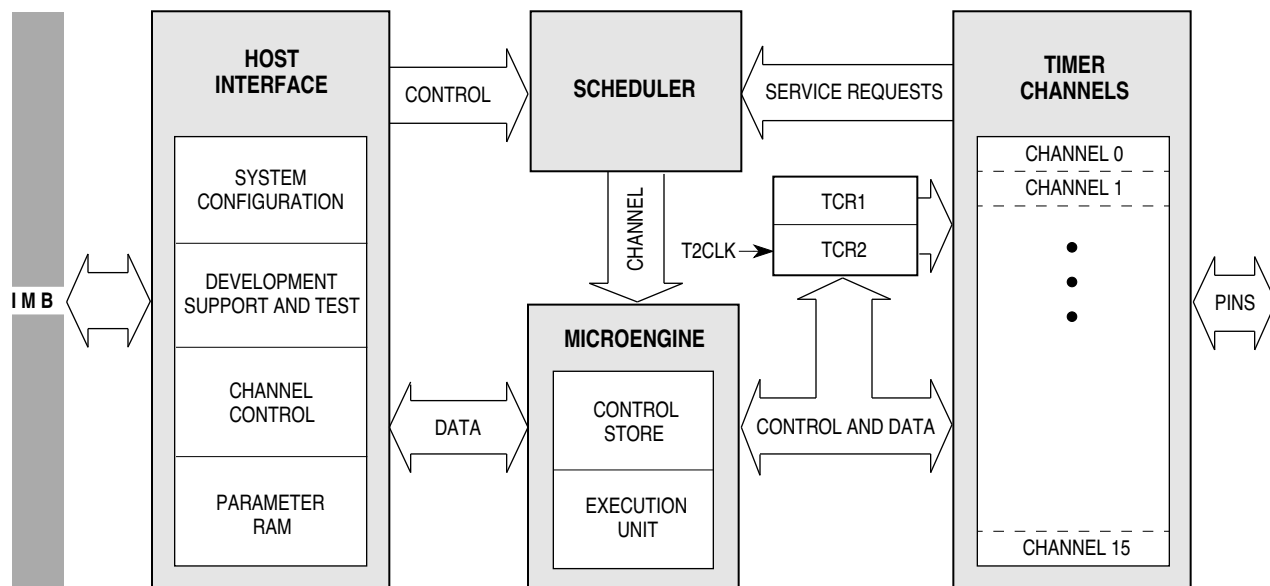 IMB
HOST
INTERFACE
SYSTEM
CONFIGURATION
DEVELOPMENT
SUPPORT AND TEST
CHANNEL
CONTROL
PARAMETER
RAM
CONTROL
SCHEDULER
SERVICE REQUESTS
CHANNEL
T2CLK
TCR1
TCR2
DATA
MICROENGINE
CONTROL
STORE
EXECUTION
UNIT
CONTROL AND DATA
TIMER
CHANNELS
CHANNEL 0
CHANNEL 1
CHANNEL 15
PINS